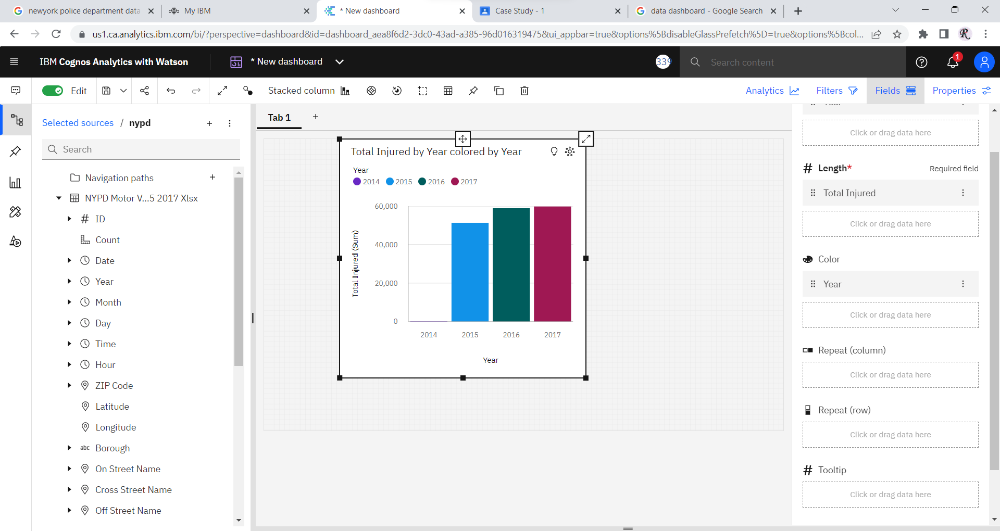 newyork police department data
My IBM
* New dashboard
Case Study - 1
data dashboard - Google Search
us1.ca.analytics.ibm.com/bi/?perspective=dashboard&id=dashboard_aea8f6d2-3dc0-43ad-a385-96d016319475&ui_appbar=true&options%5BdisableGlassPrefetch%5D=true&options%5Bcol...
IBM Cognos Analytics with Watson
* New dashboard
339
Search content
1
Edit
Stacked column
Analytics
Filters
Fields
Properties
Selected sources / nypd
Search
Navigation paths
NYPD Motor V...5 2017 Xlsx
ID
Count
Date
Year
Month
Day
Time
Hour
ZIP Code
Latitude
Longitude
abc Borough
On Street Name
Cross Street Name
Off Street Name
Tab 1
Total Injured by Year colored by Year
Year
2014 2015 2016 2017
60,000
40,000
20,000
0
Total Injured (Sum)
2014 2015 2016 2017
Year
Year
Click or drag data here
# Length* Required field
Total Injured
Click or drag data here
Color
Year
Click or drag data here
Repeat (column)
Click or drag data here
Repeat (row)
Click or drag data here
# Tooltip
Click or drag data here